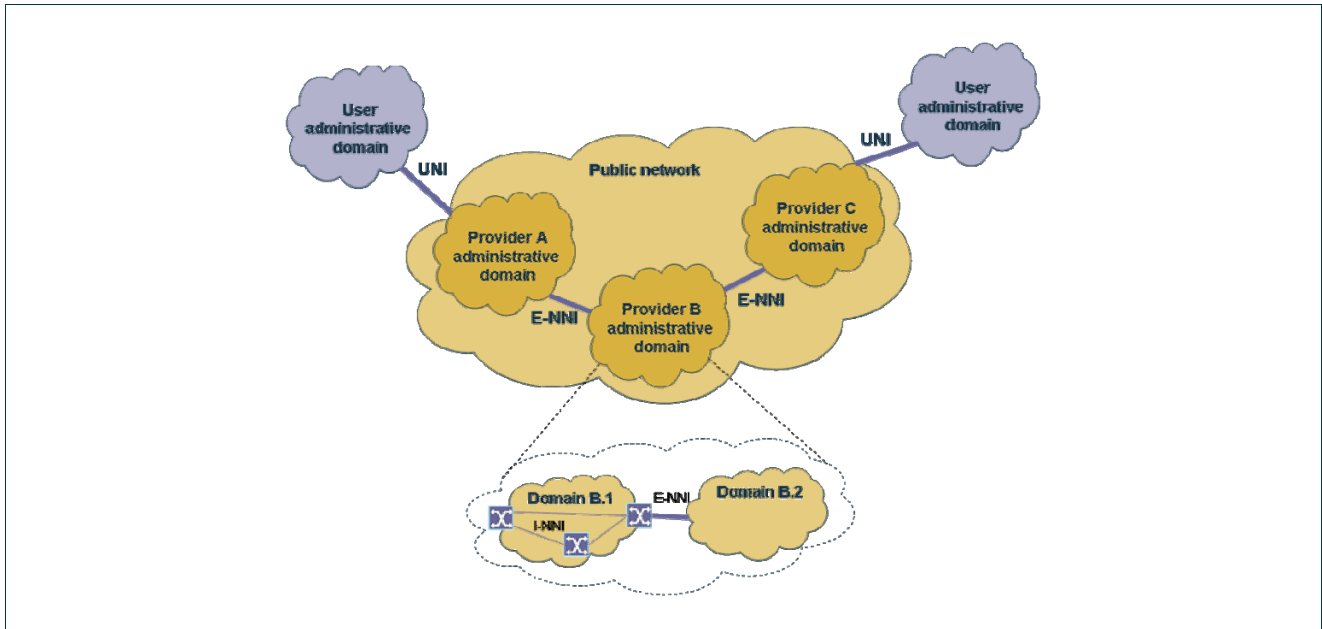 User
administrative
domain
User
administrative
domain
UNI
UNI
Public network
Provider A
administrative
domain
Provider C
administrative
domain
E-NNI
Provider B
administrative
domain
E-NNI
Domain B.1
E-NNI
Domain B.2
I-NNI